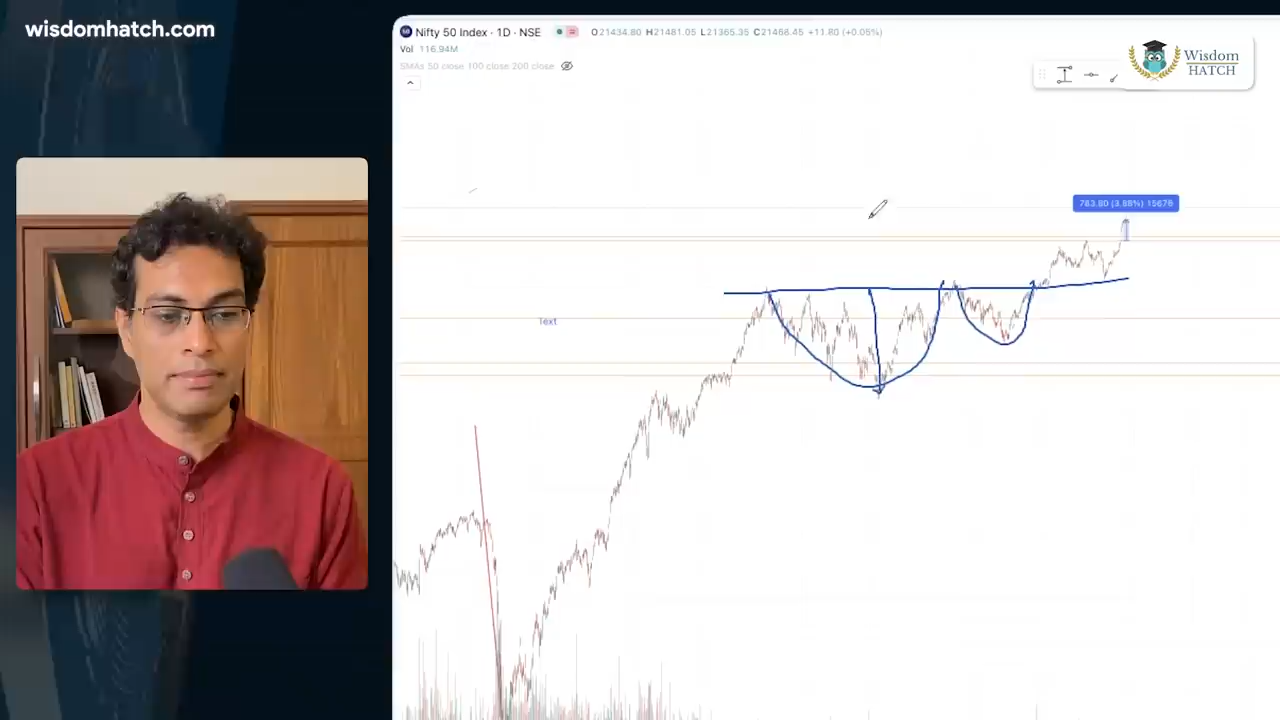 wisdomhatch.com
Nifty 50 Index · 1D · NSE O21434.80 H21481.05 L21365.35 C21468.45 +11.80 (+0.05%)
Vol 116.94M
SMAs 50 close 100 close 200 close
Wisdom
HATCH
783.80 (3.88%) 15676
Text